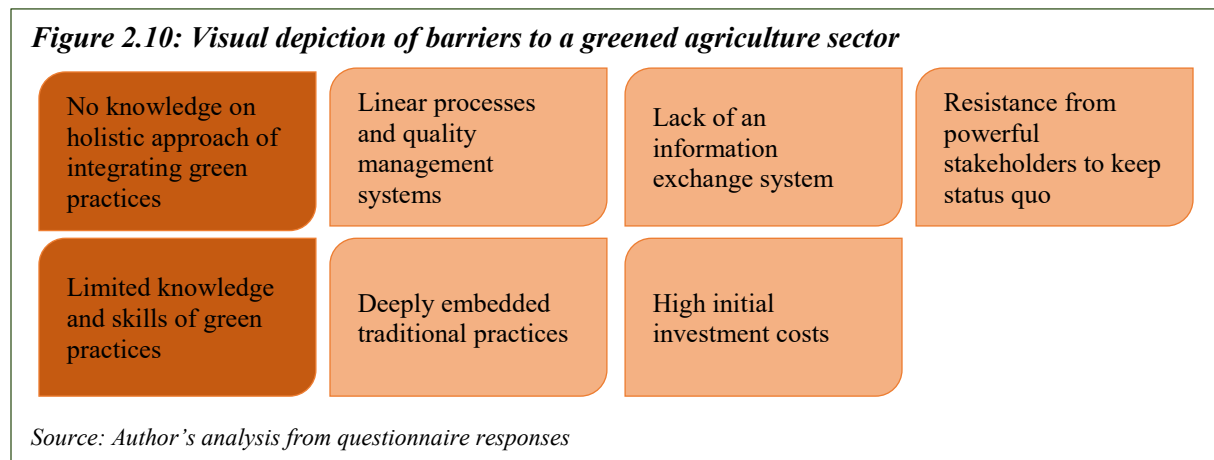 Figure 2.10: Visual depiction of barriers to a greened agriculture sector
No knowledge on
holistic approach of
integrating green
practices
Linear processes
and quality
management
systems
Lack of an
information
exchange system
Resistance from
powerful
stakeholders to keep
status quo
Limited knowledge
and skills of green
practices
Deeply embedded
traditional practices
High initial
investment costs
Source: Author’s analysis from questionnaire responses